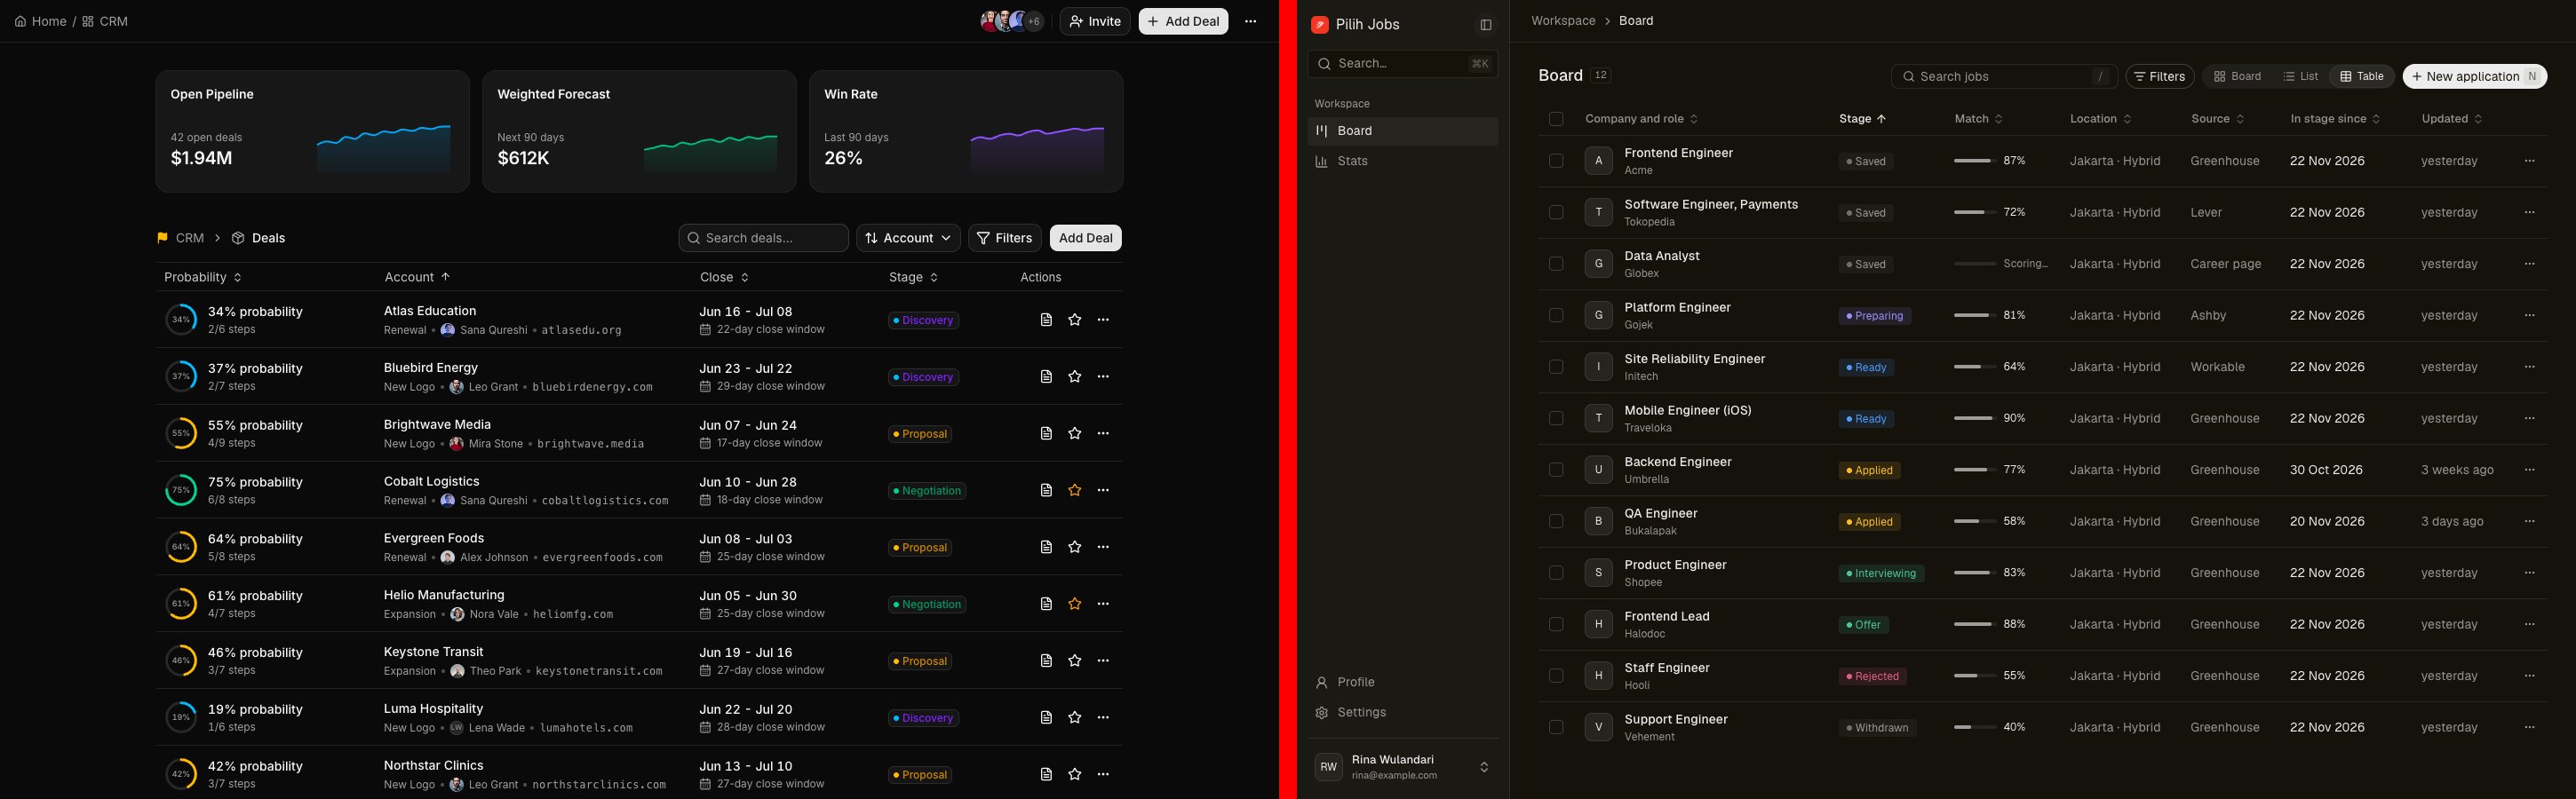 Home / CRM
+6
Invite
+ Add Deal
Open Pipeline
42 open deals
$1.94M
Weighted Forecast
Next 90 days
$612K
Win Rate
Last 90 days
26%
CRM > Deals
Search deals...
Account
Filters
Add Deal
Probability Account Close Stage Actions
34% 34% probability
2/6 steps
Atlas Education
Renewal • Sana Qureshi • atlasedu.org
Jun 16 - Jul 08
22-day close window
Discovery
37% 37% probability
2/7 steps
Bluebird Energy
New Logo • Leo Grant • bluebirdenergy.com
Jun 23 - Jul 22
29-day close window
Discovery
55% 55% probability
4/9 steps
Brightwave Media
New Logo • Mira Stone • brightwave.media
Jun 07 - Jun 24
17-day close window
Proposal
75% 75% probability
6/8 steps
Cobalt Logistics
Renewal • Sana Qureshi • cobaltlogistics.com
Jun 10 - Jun 28
18-day close window
Negotiation
64% 64% probability
5/8 steps
Evergreen Foods
Renewal • Alex Johnson • evergreenfoods.com
Jun 08 - Jul 03
25-day close window
Proposal
61% 61% probability
4/7 steps
Helio Manufacturing
Expansion • Nora Vale • heliomfg.com
Jun 05 - Jun 30
25-day close window
Negotiation
46% 46% probability
3/7 steps
Keystone Transit
Expansion • Theo Park • keystonetransit.com
Jun 19 - Jul 16
27-day close window
Proposal
19% 19% probability
1/6 steps
Luma Hospitality
New Logo • LW Lena Wade • lumahotels.com
Jun 22 - Jul 20
28-day close window
Discovery
42% 42% probability
3/7 steps
Northstar Clinics
New Logo • Leo Grant • northstarclinics.com
Jun 13 - Jul 10
27-day close window
Proposal
Pilih Jobs
Search... ⌘K
Workspace
Board
Stats
Profile
Settings
RW Rina Wulandari
rina@example.com
Workspace > Board
Board 12
Search jobs /
Filters
Board List Table
+ New application N
Company and role Stage Match Location Source In stage since Updated
A Frontend Engineer
Acme
Saved 87% Jakarta · Hybrid Greenhouse 22 Nov 2026 yesterday
T Software Engineer, Payments
Tokopedia
Saved 72% Jakarta · Hybrid Lever 22 Nov 2026 yesterday
G Data Analyst
Globex
Saved Scoring... Jakarta · Hybrid Career page 22 Nov 2026 yesterday
G Platform Engineer
Gojek
Preparing 81% Jakarta · Hybrid Ashby 22 Nov 2026 yesterday
I Site Reliability Engineer
Initech
Ready 64% Jakarta · Hybrid Workable 22 Nov 2026 yesterday
T Mobile Engineer (iOS)
Traveloka
Ready 90% Jakarta · Hybrid Greenhouse 22 Nov 2026 yesterday
U Backend Engineer
Umbrella
Applied 77% Jakarta · Hybrid Greenhouse 30 Oct 2026 3 weeks ago
B QA Engineer
Bukalapak
Applied 58% Jakarta · Hybrid Greenhouse 20 Nov 2026 3 days ago
S Product Engineer
Shopee
Interviewing 83% Jakarta · Hybrid Greenhouse 22 Nov 2026 yesterday
H Frontend Lead
Halodoc
Offer 88% Jakarta · Hybrid Greenhouse 22 Nov 2026 yesterday
H Staff Engineer
Hooli
Rejected 55% Jakarta · Hybrid Greenhouse 22 Nov 2026 yesterday
V Support Engineer
Vehement
Withdrawn 40% Jakarta · Hybrid Greenhouse 22 Nov 2026 yesterday